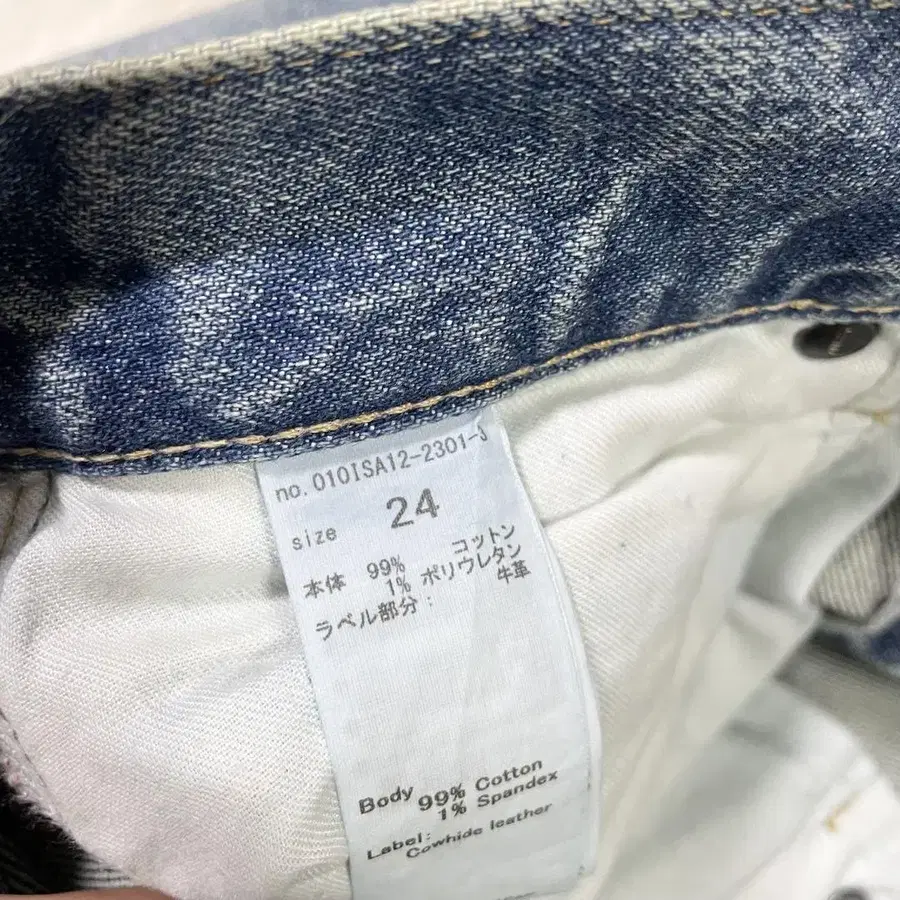 no. 010ISA12-2301-J
size 24
本体 99% コットン
1% ポリウレタン
ラベル部分: 牛革
Body 99% Cotton
1% Spandex
Label:
Cowhide leather